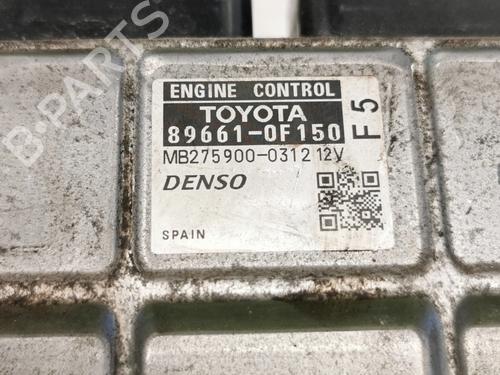 B-Parts
ENGINE CONTROL
TOYOTA
89661-0F150
F5
MB275900-0312 12V
DENSO
SPAIN